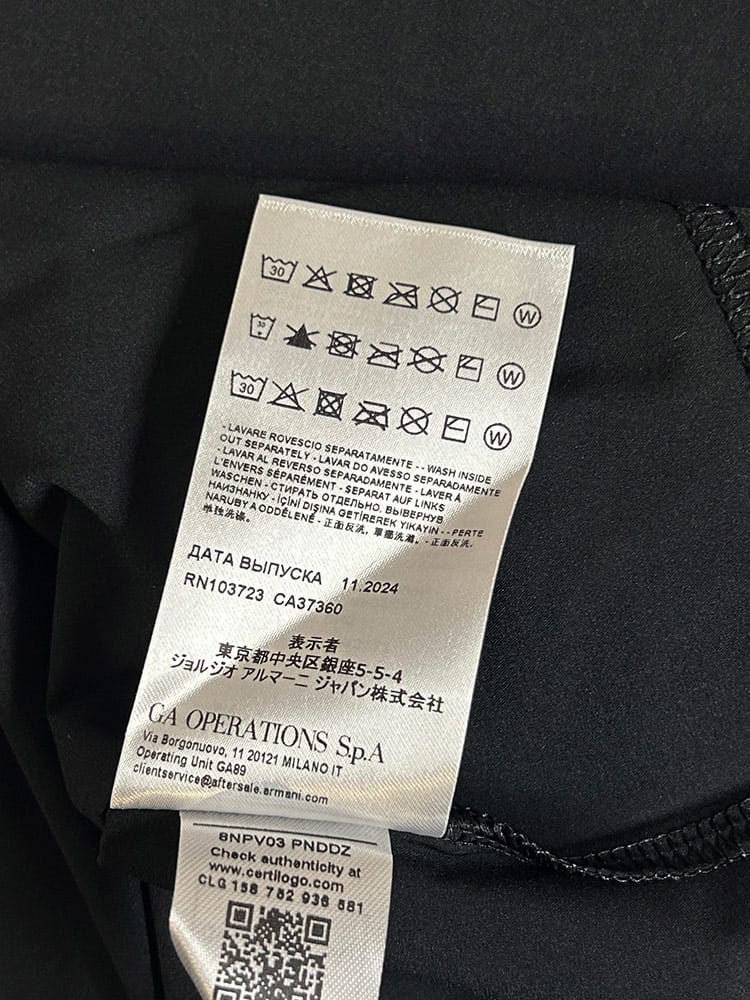 30 W
30 W
30 W
- LAVARE ROVESCIO SEPARATAMENTE - - WASH INSIDE
OUT SEPARATELY - LAVAR DO AVESSO SEPARADAMENTE
- LAVAR AL REVERSO SEPARADAMENTE - LAVER À
L'ENVERS SÉPARÉMENT - SEPARAT AUF LINKS
WASCHEN - СТИРАТЬ ОТДЕЛЬНО, ВЫВЕРНУВ
НАИЗНАНКУ - İÇİNİ DIŞINA GETİREREK YIKAYIN - - PERTE
NARUBY A ODDĚLENĚ - 正面反洗, 單獨洗滌。 - 正面反洗,
单独洗涤。
ДАТА ВЫПУСКА 11.2024
RN103723 CA37360
表示者
東京都中央区銀座5-5-4
ジョルジオ アルマーニ ジャパン株式会社
GA OPERATIONS S.p.A
Via Borgonuovo, 11 20121 MILANO IT
Operating Unit GA89
clientservice@aftersale.armani.com
8NPV03 PNDDZ
Check authenticity at
www.certilogo.com
CLG 158 752 936 581